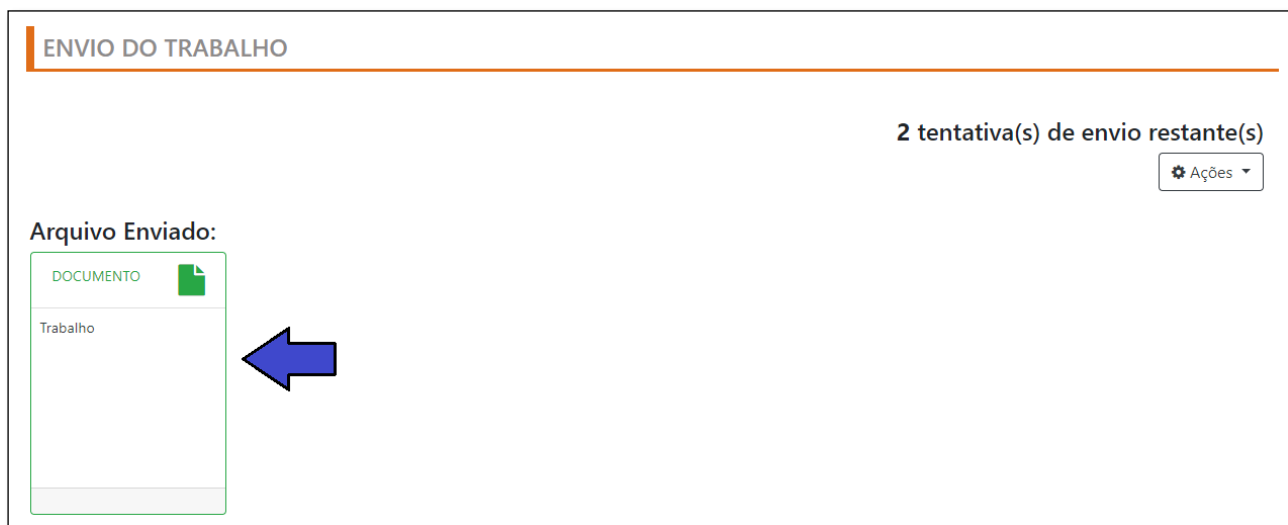 ENVIO DO TRABALHO
2 tentativa(s) de envio restante(s)
Ações
Arquivo Enviado:
DOCUMENTO
Trabalho